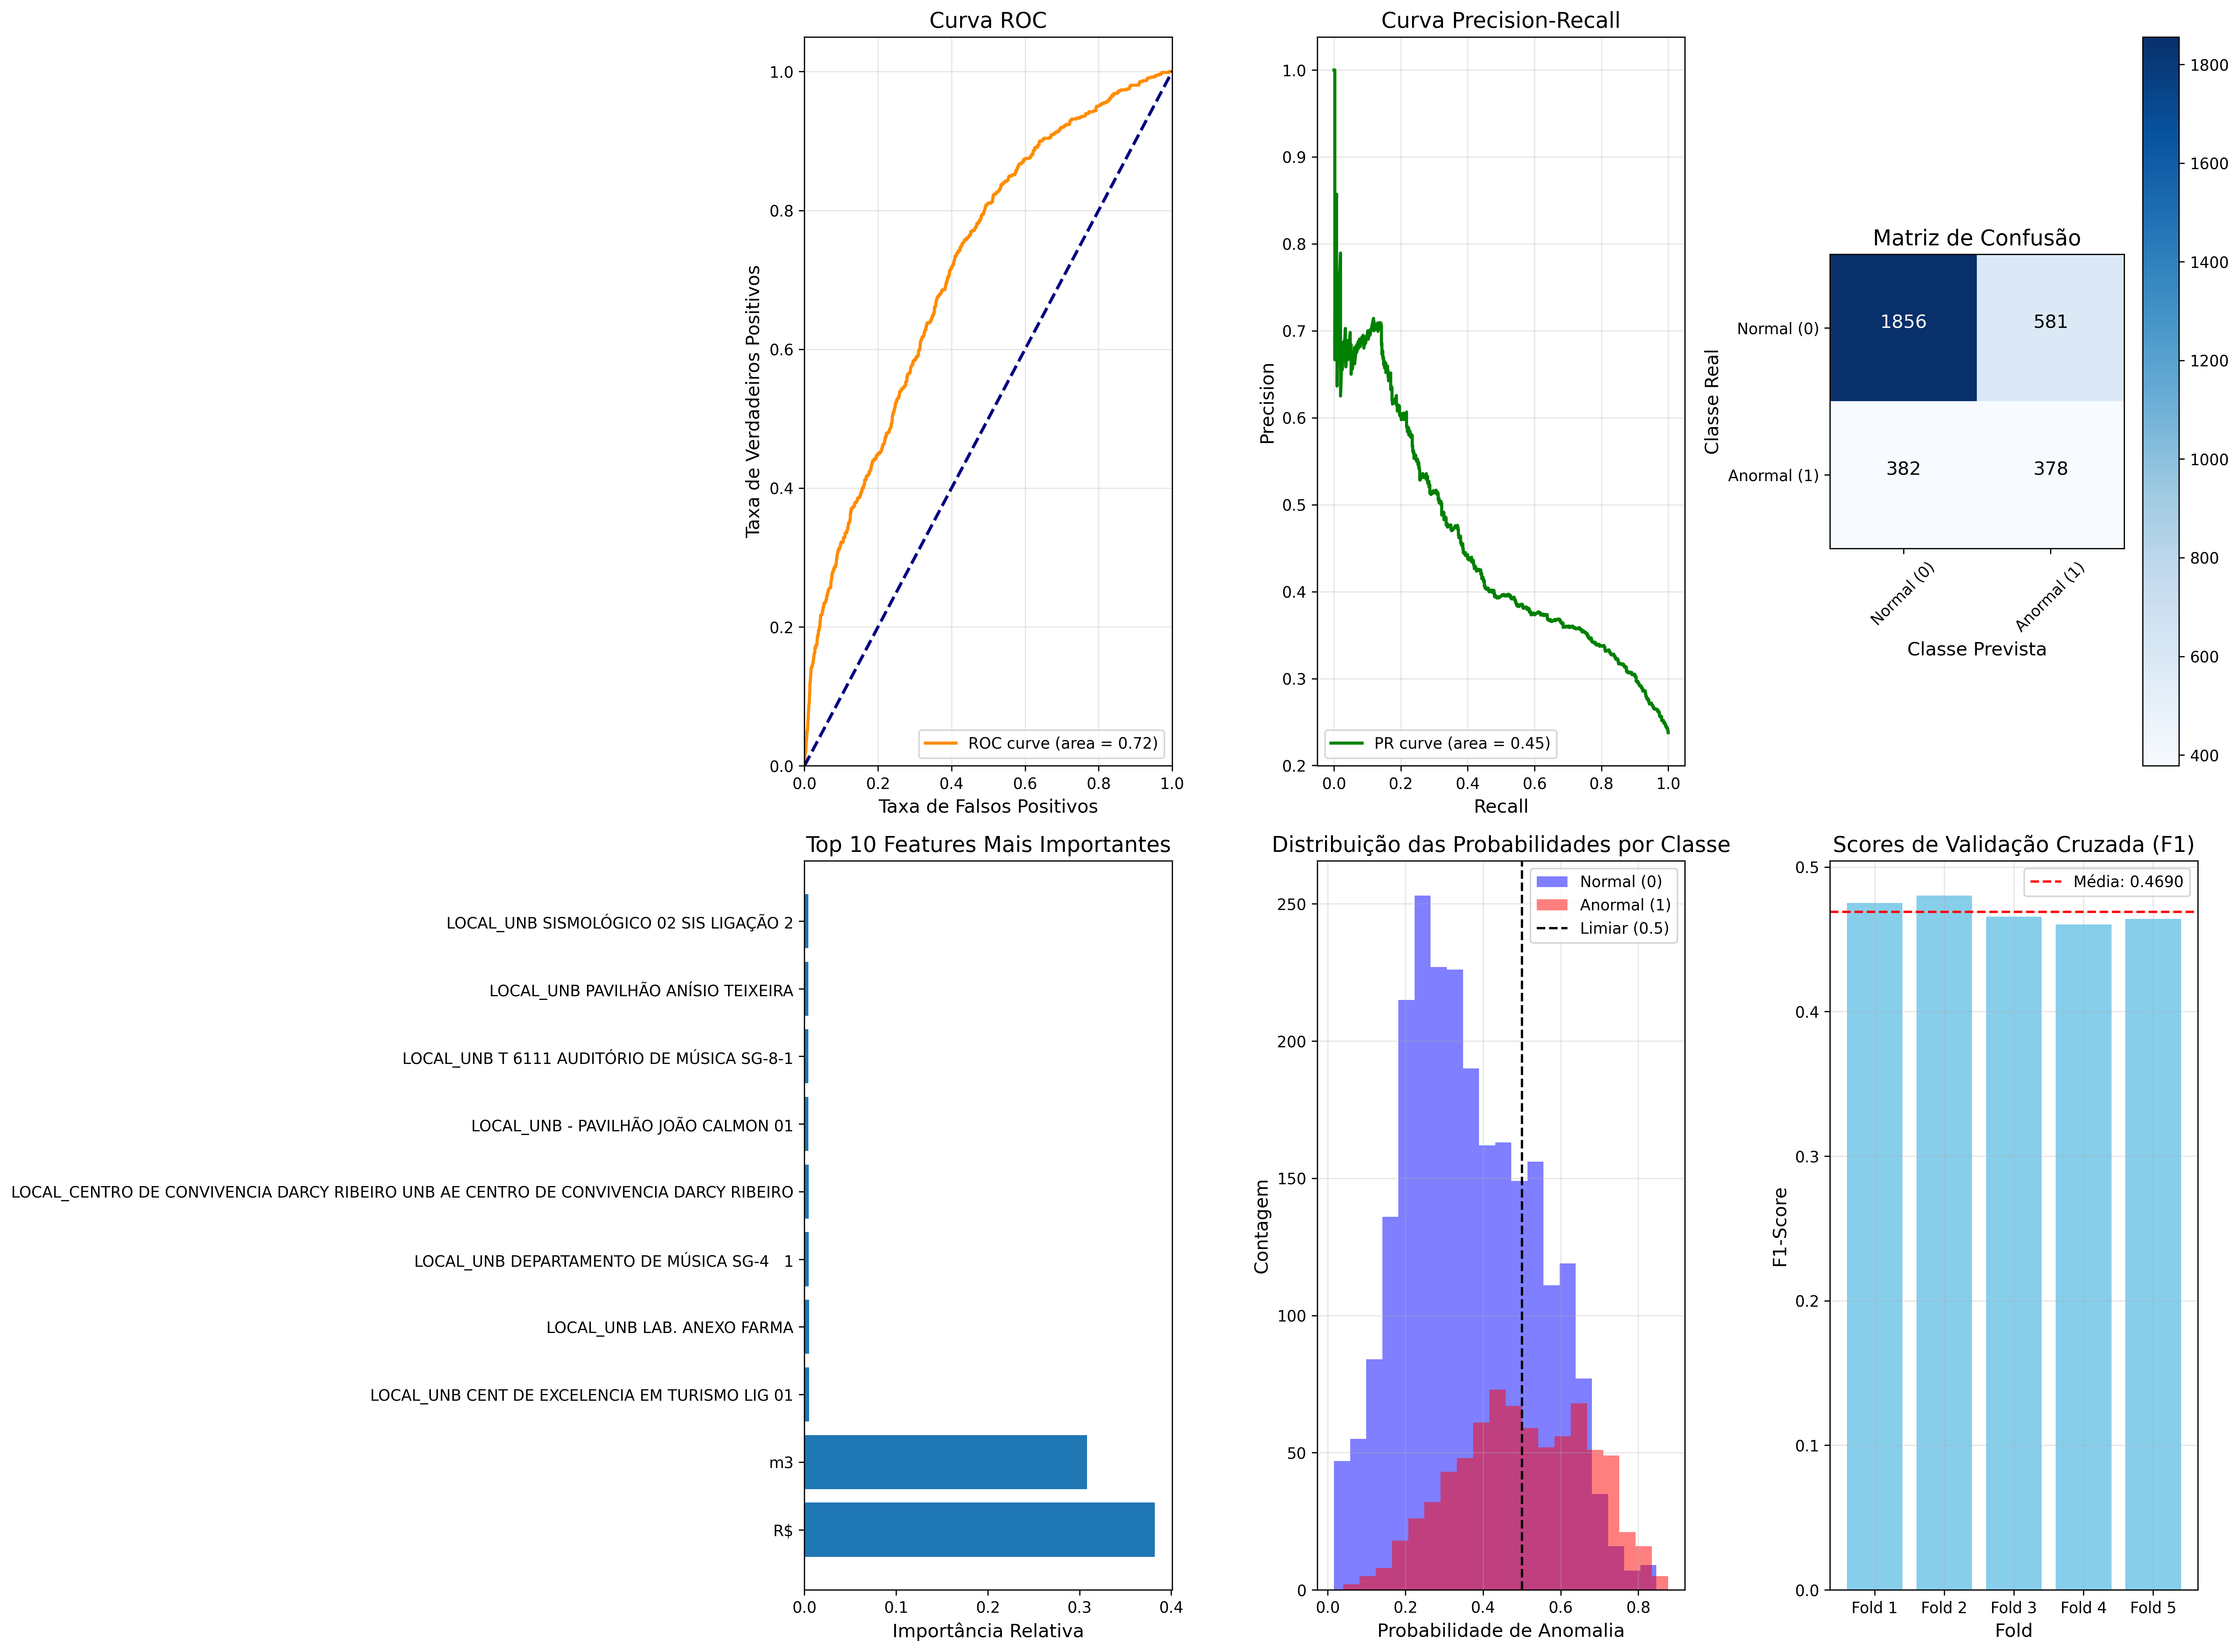 Curva ROC
1.0
0.8
0.6
0.4
0.2
0.0
Taxa de Verdadeiros Positivos
ROC curve (area = 0.72)
0.0 0.2 0.4 0.6 0.8 1.0
Taxa de Falsos Positivos
Curva Precision-Recall
1.0
0.9
0.8
0.7
0.6
0.5
0.4
0.3
0.2
Precision
PR curve (area = 0.45)
0.0 0.2 0.4 0.6 0.8 1.0
Recall
Matriz de Confusão
Classe Real
Normal (0)
1856 581
Anormal (1)
382 378
Normal (0) Anormal (1)
Classe Prevista
1800
1600
1400
1200
1000
800
600
400
Top 10 Features Mais Importantes
LOCAL_UNB SISMOLÓGICO 02 SIS LIGAÇÃO 2
LOCAL_UNB PAVILHÃO ANÍSIO TEIXEIRA
LOCAL_UNB T 6111 AUDITÓRIO DE MÚSICA SG-8-1
LOCAL_UNB - PAVILHÃO JOÃO CALMON 01
LOCAL_CENTRO DE CONVIVENCIA DARCY RIBEIRO UNB AE CENTRO DE CONVIVENCIA DARCY RIBEIRO
LOCAL_UNB DEPARTAMENTO DE MÚSICA SG-4   1
LOCAL_UNB LAB. ANEXO FARMA
LOCAL_UNB CENT DE EXCELENCIA EM TURISMO LIG 01
m3
R$
0.0 0.1 0.2 0.3 0.4
Importância Relativa
Distribuição das Probabilidades por Classe
Normal (0)
Anormal (1)
Limiar (0.5)
250
200
150
100
50
0
Contagem
0.0 0.2 0.4 0.6 0.8
Probabilidade de Anomalia
Scores de Validação Cruzada (F1)
Média: 0.4690
0.5
0.4
0.3
0.2
0.1
0.0
F1-Score
Fold 1 Fold 2 Fold 3 Fold 4 Fold 5
Fold